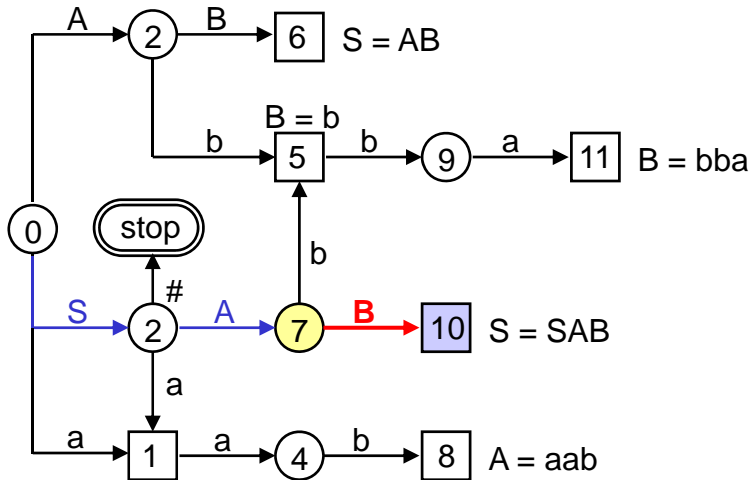 A B
2 6 S = AB
B = b
b b a
5 9 11 B = bba
0 stop
b
#
S A B
2 7 10 S = SAB
a
a a b
1 4 8 A = aab